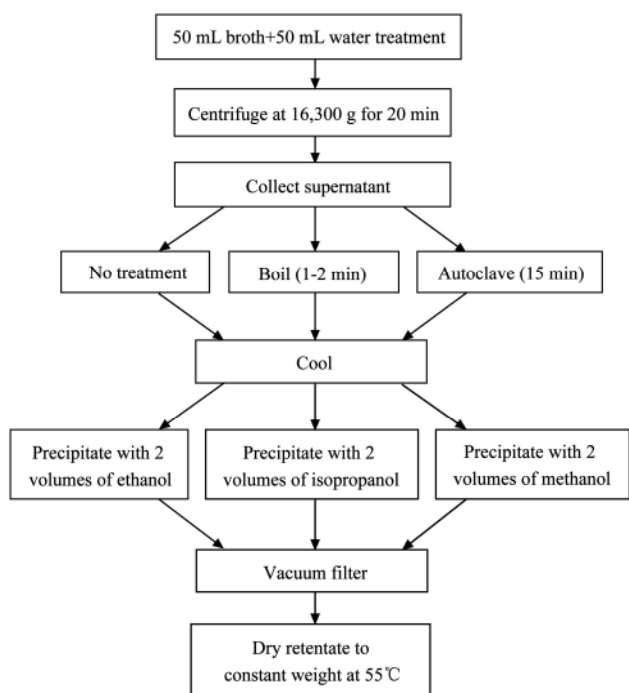 50 mL broth+50 mL water treatment
Centrifuge at 16,300 g for 20 min
Collect supernatant
No treatment
Boil (1-2 min)
Autoclave (15 min)
Cool
Precipitate with 2
volumes of ethanol
Precipitate with 2
volumes of isopropanol
Precipitate with 2
volumes of methanol
Vacuum filter
Dry retentate to
constant weight at 55℃